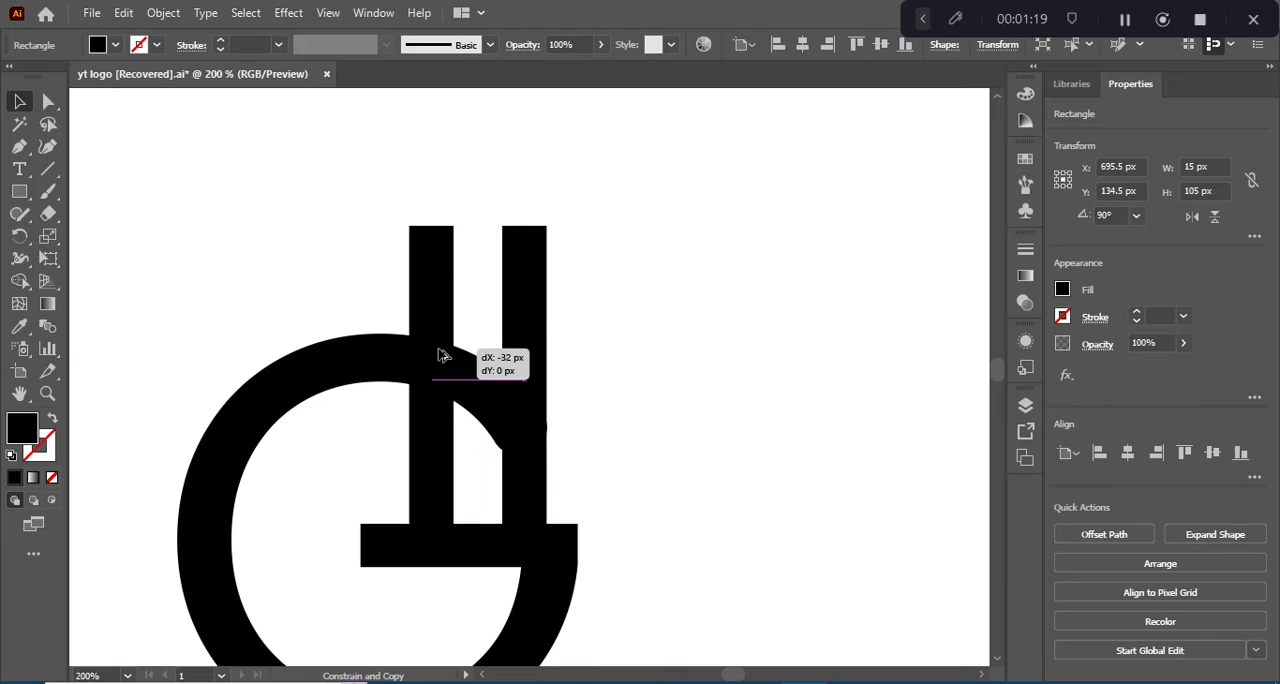 Ai File Edit Object Type Select Effect View Window Help 00:01:19
Rectangle Stroke: Basic Opacity: 100% Style: Shape: Transform
yt logo [Recovered].ai* @ 200 % (RGB/Preview)
Libraries Properties
Rectangle
Transform
X: 695.5 px W: 15 px
Y: 134.5 px H: 105 px
90°
Appearance
Fill
Stroke
Opacity 100%
fx.
Align
Quick Actions
Offset Path Expand Shape
Arrange
Align to Pixel Grid
Recolor
Start Global Edit
dX: -32 px
dY: 0 px
200% 1 Constrain and Copy